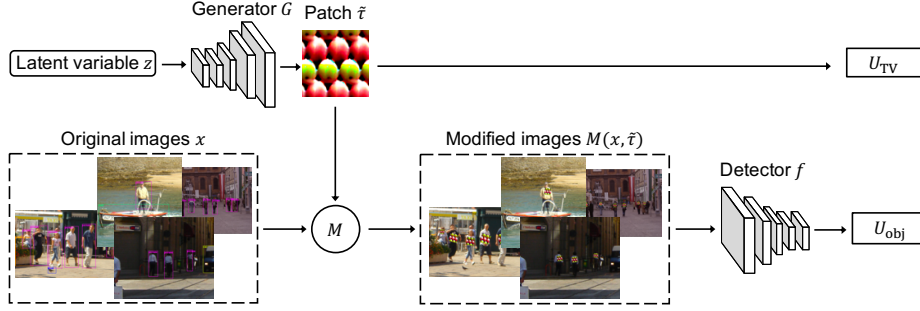 Generator G
Patch τ̃
Latent variable z
U_TV
Original images x
Modified images M(x, τ̃)
Detector f
M
U_obj